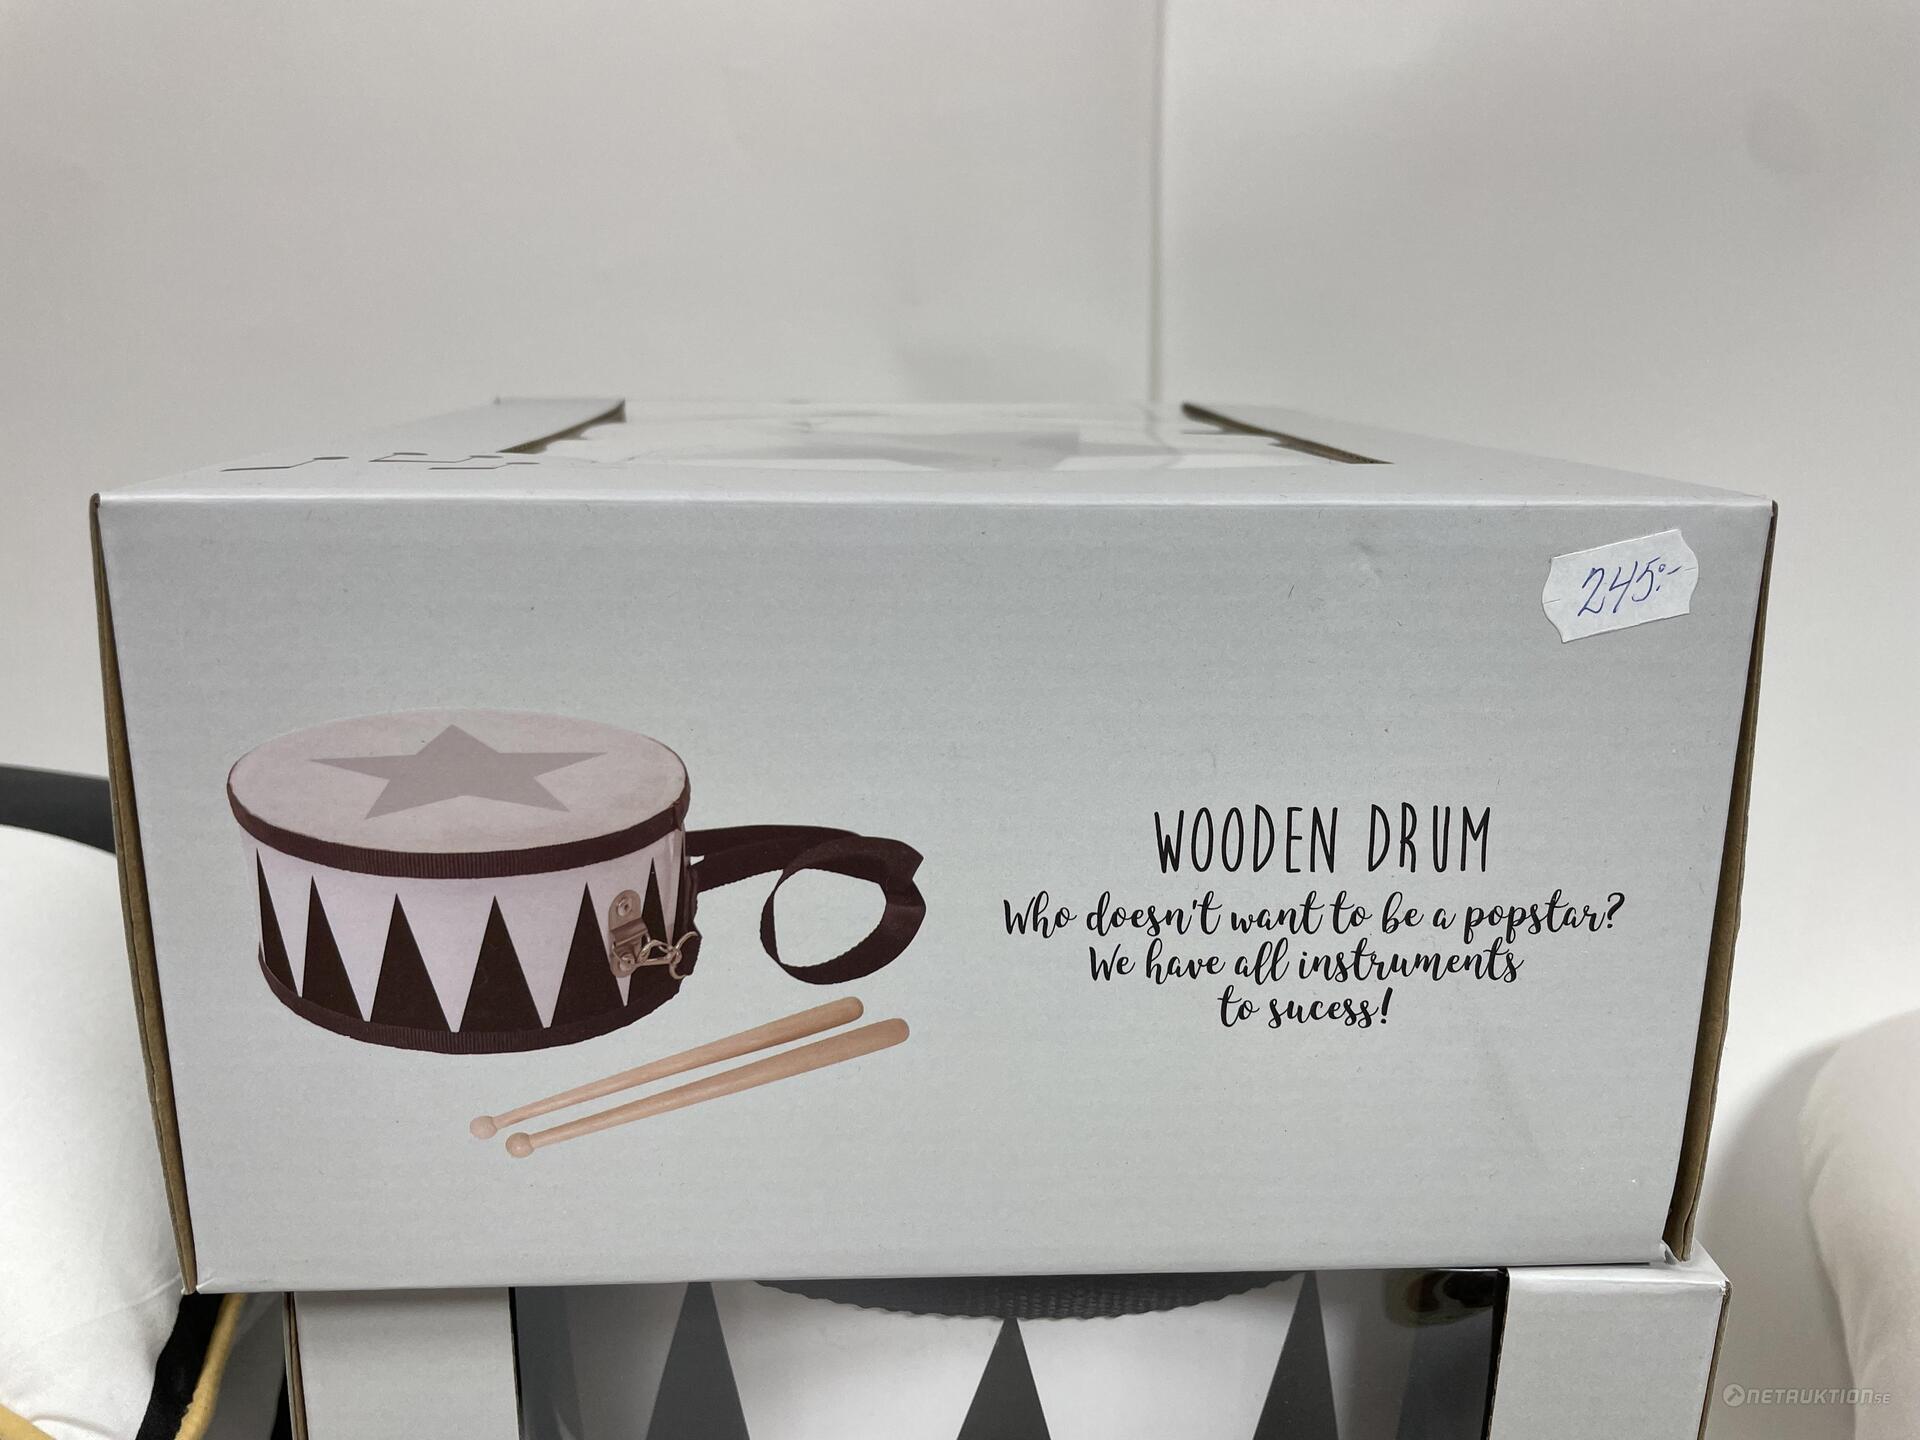 245:-
WOODEN DRUM
Who doesn't want to be a popstar?
We have all instruments
to sucess!
NETAUKTION.SE